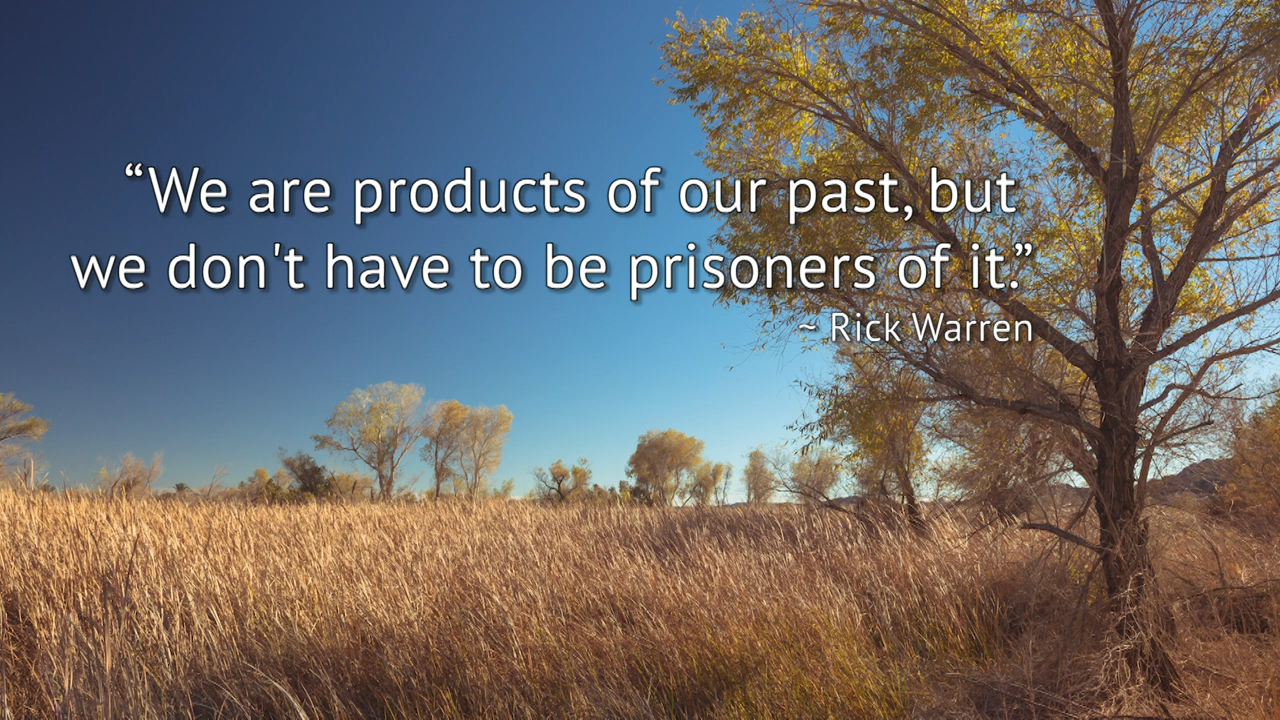 “We are products of our past, but
we don't have to be prisoners of it.”
~ Rick Warren